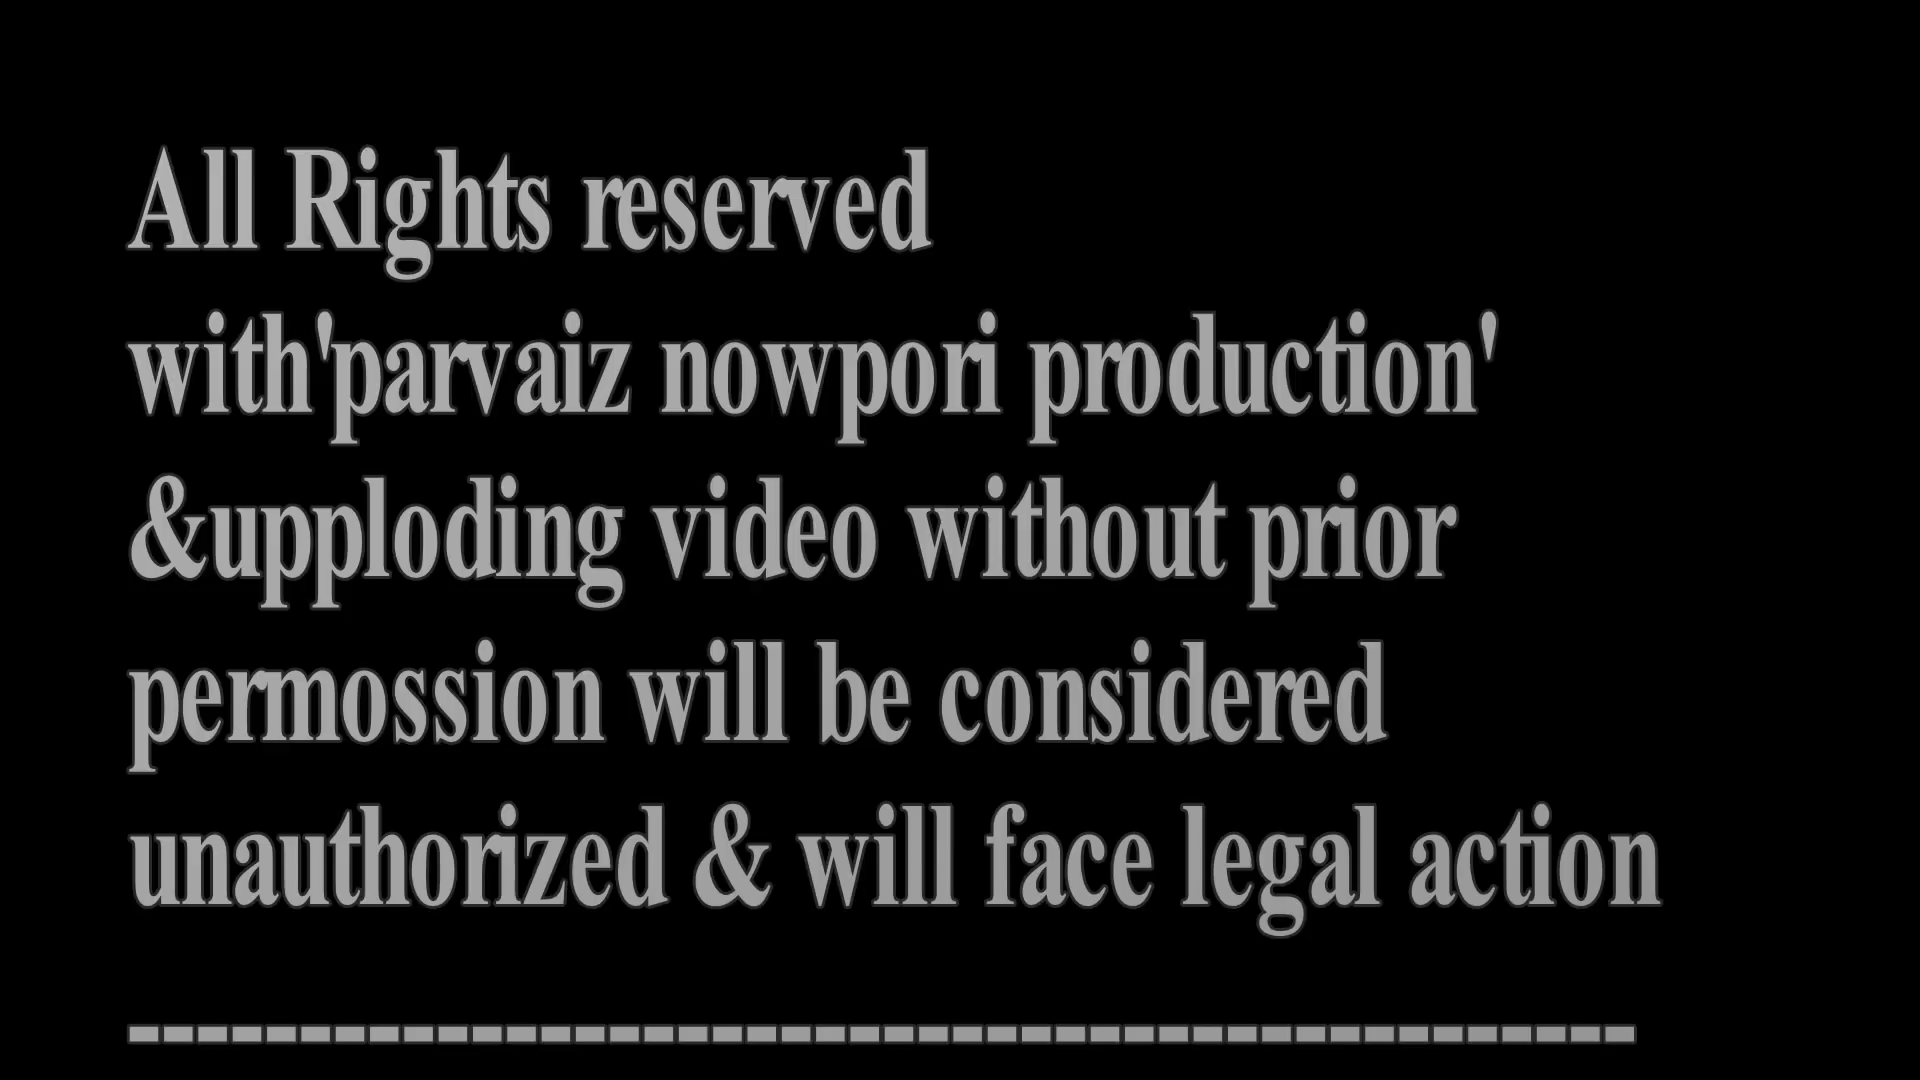 All Rights reserved
with'parvaiz nowpori production'
&upploding video without prior
permossion will be considered
unauthorized & will face legal action
--------------------------------------------